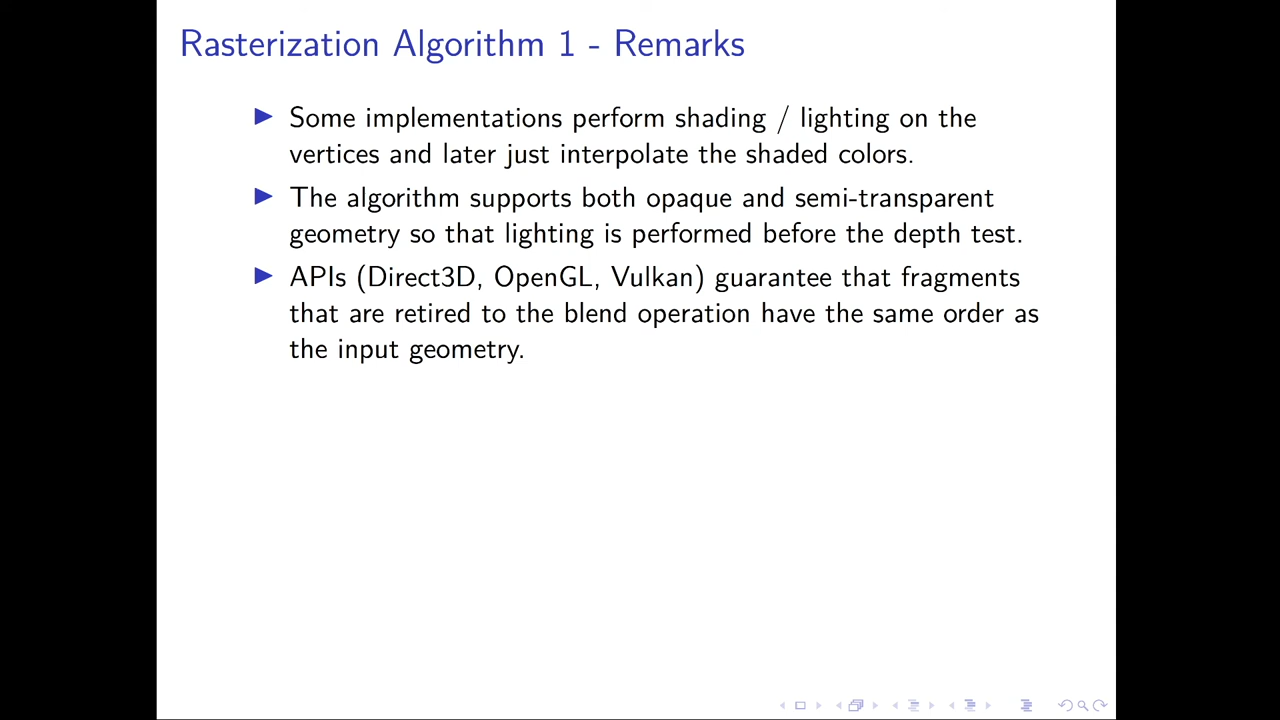 Rasterization Algorithm 1 - Remarks
Some implementations perform shading / lighting on the
vertices and later just interpolate the shaded colors.
The algorithm supports both opaque and semi-transparent
geometry so that lighting is performed before the depth test.
APIs (Direct3D, OpenGL, Vulkan) guarantee that fragments
that are retired to the blend operation have the same order as
the input geometry.